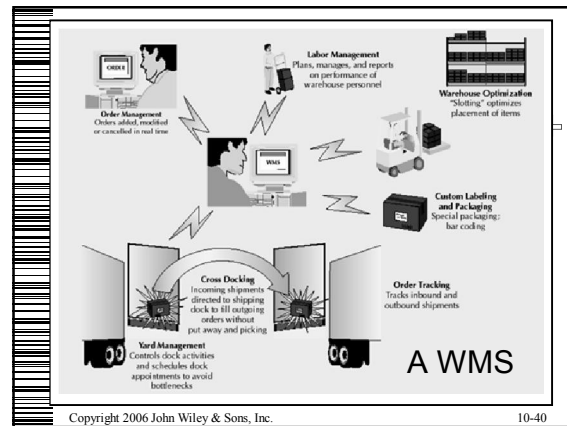 ORDER
Order Management
Orders added, modified
or cancelled in real time
Labor Management
Plans, manages, and reports
on performance of
warehouse personnel
Warehouse Optimization
"Slotting" optimizes
placement of items
WMS
Custom Labeling
and Packaging
Special packaging;
bar coding
Cross Docking
Incoming shipments
directed to shipping
dock to fill outgoing
orders without
put away and picking
Order Tracking
Tracks inbound and
outbound shipments
Yard Management
Controls dock activities
and schedules dock
appointments to avoid
bottlenecks
A WMS
Copyright 2006 John Wiley & Sons, Inc.
10-40